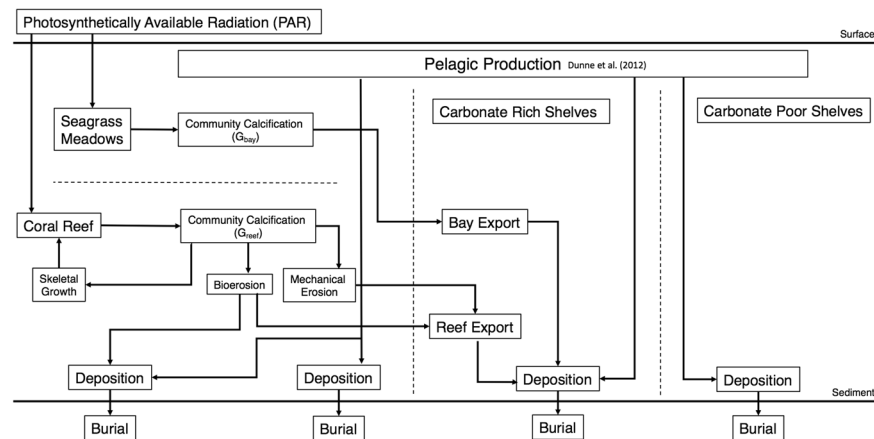 Photosynthetically Available Radiation (PAR)
Surface
Pelagic Production Dunne et al. (2012)
Seagrass
Meadows
Community Calcification
(Gbay)
Carbonate Rich Shelves
Carbonate Poor Shelves
Coral Reef
Community Calcification
(Greef)
Bay Export
Skeletal
Growth
Bioerosion
Mechanical
Erosion
Reef Export
Deposition
Deposition
Deposition
Deposition
Sediment
Burial
Burial
Burial
Burial